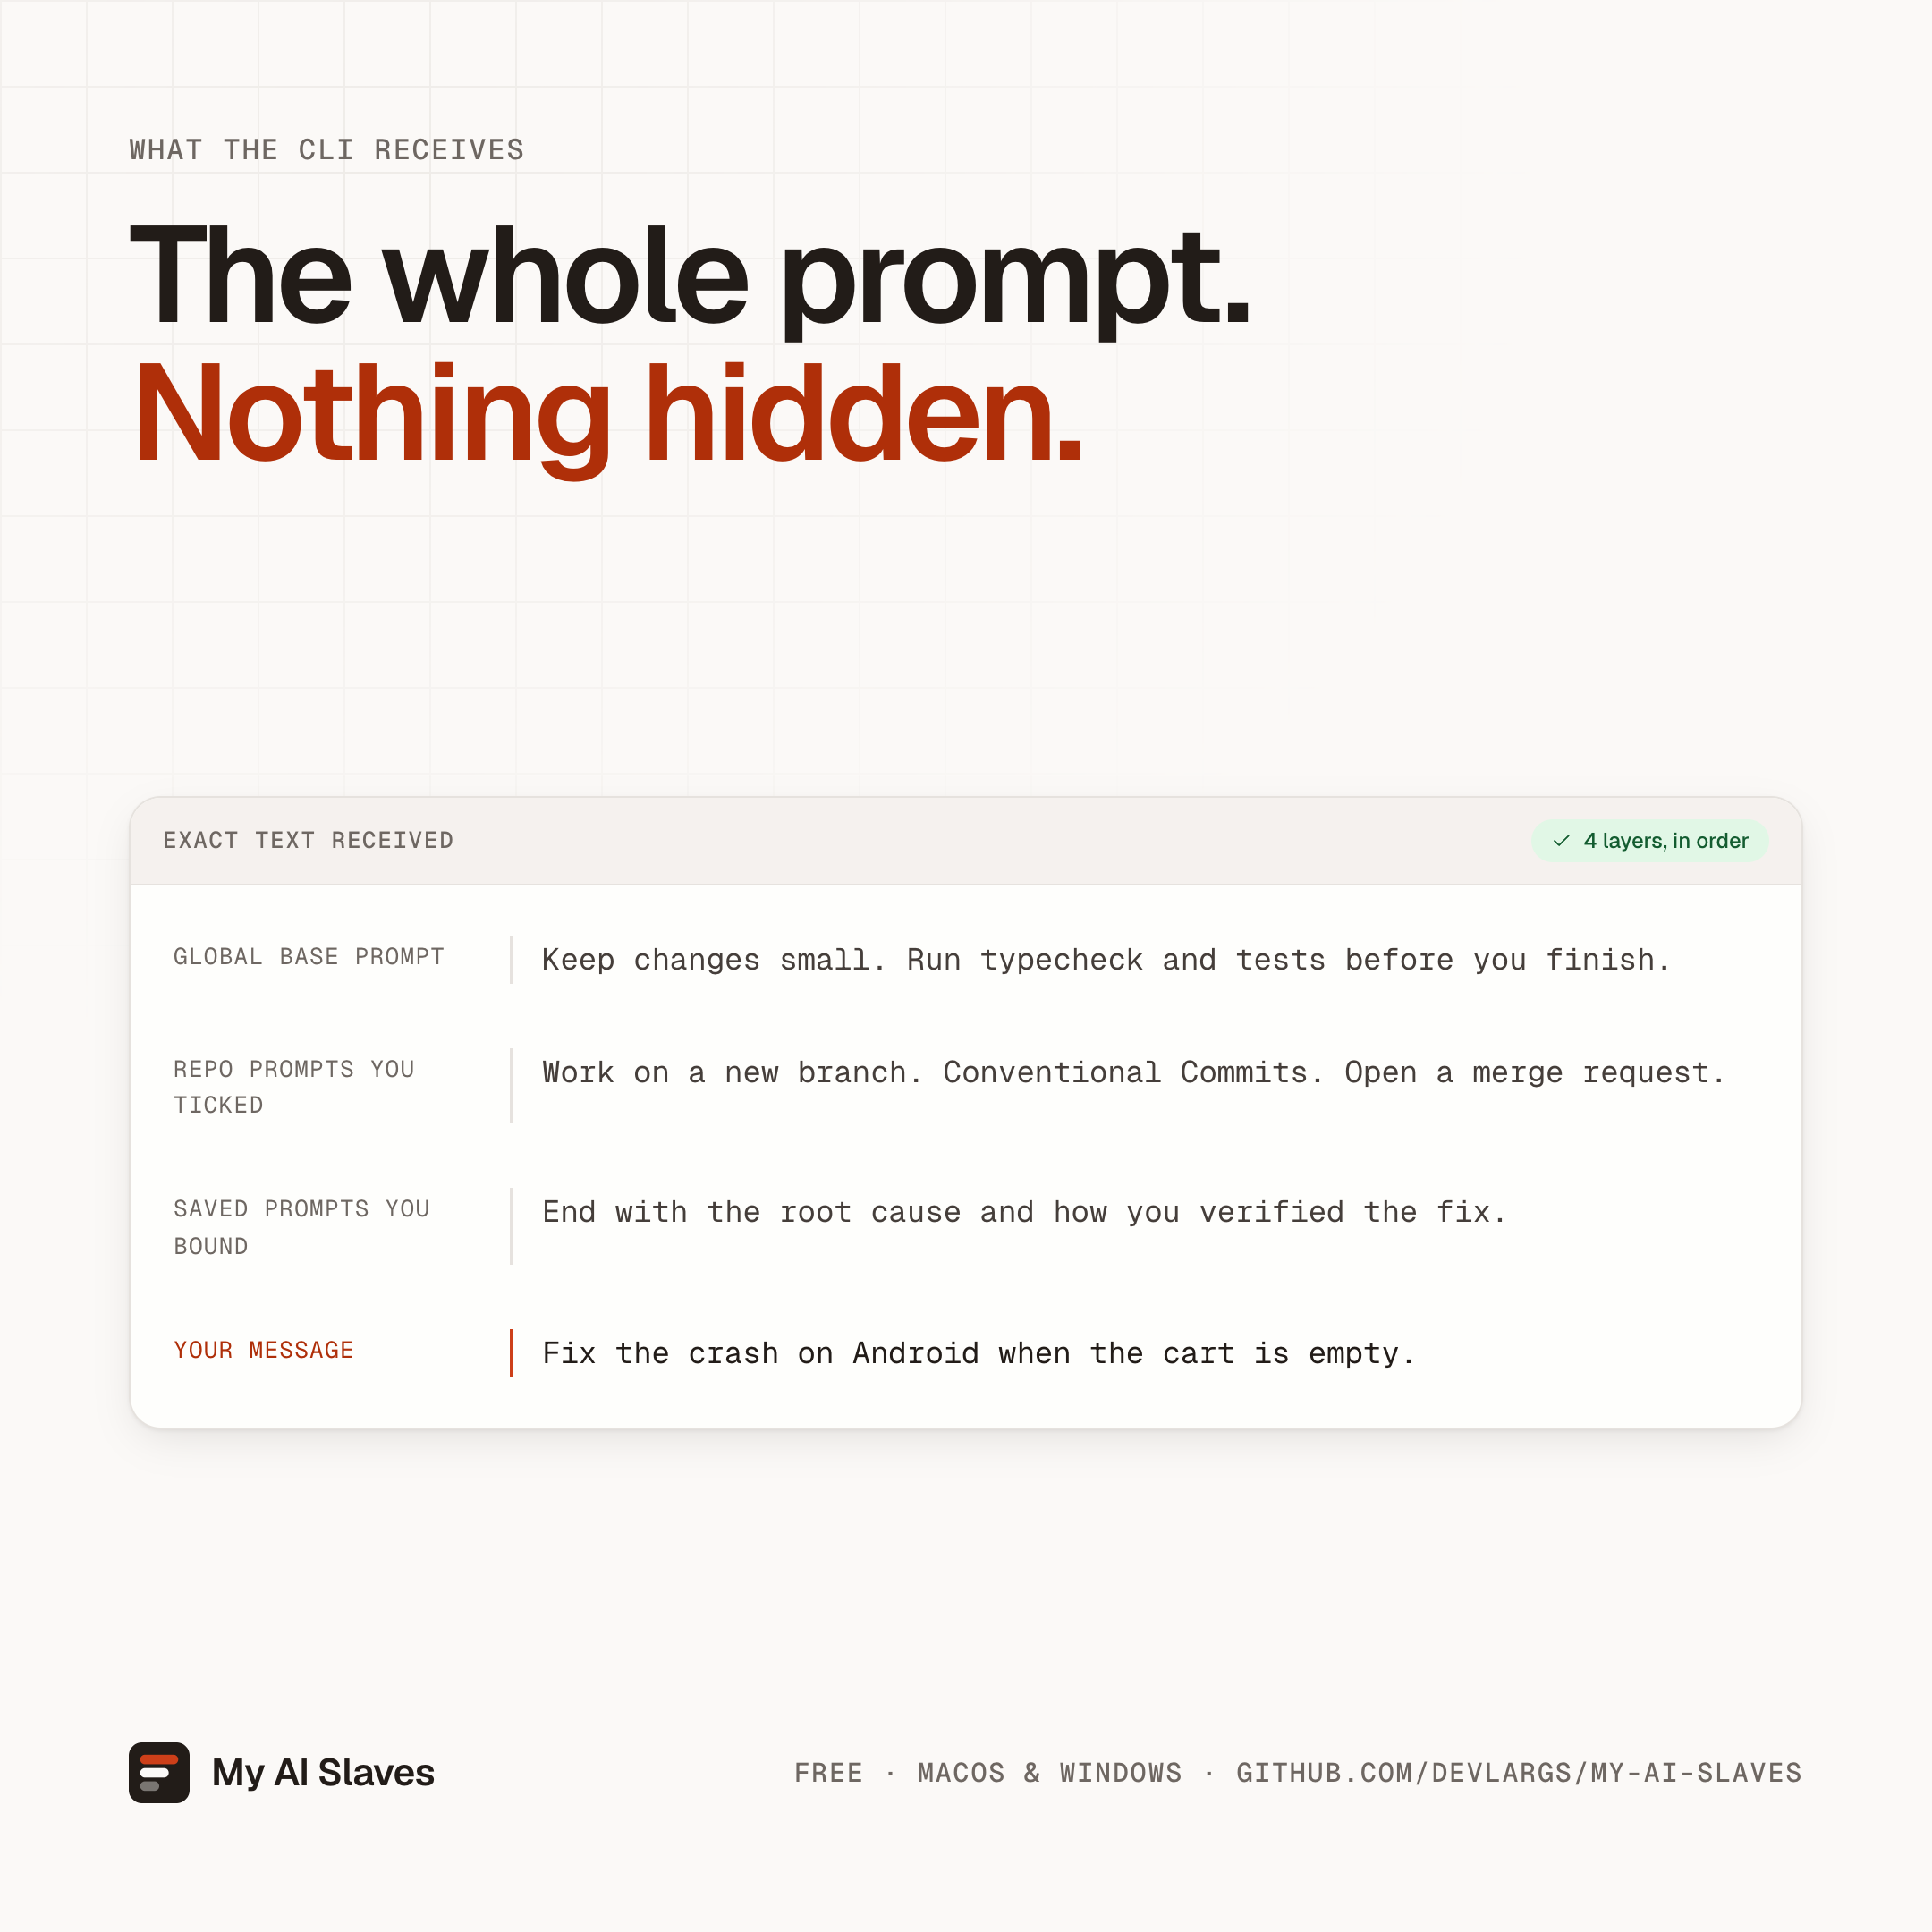 WHAT THE CLI RECEIVES
The whole prompt.
Nothing hidden.
EXACT TEXT RECEIVED
✓ 4 layers, in order
GLOBAL BASE PROMPT
Keep changes small. Run typecheck and tests before you finish.
REPO PROMPTS YOU
TICKED
Work on a new branch. Conventional Commits. Open a merge request.
SAVED PROMPTS YOU
BOUND
End with the root cause and how you verified the fix.
YOUR MESSAGE
Fix the crash on Android when the cart is empty.
My AI Slaves
FREE · MACOS & WINDOWS · GITHUB.COM/DEVLARGS/MY-AI-SLAVES